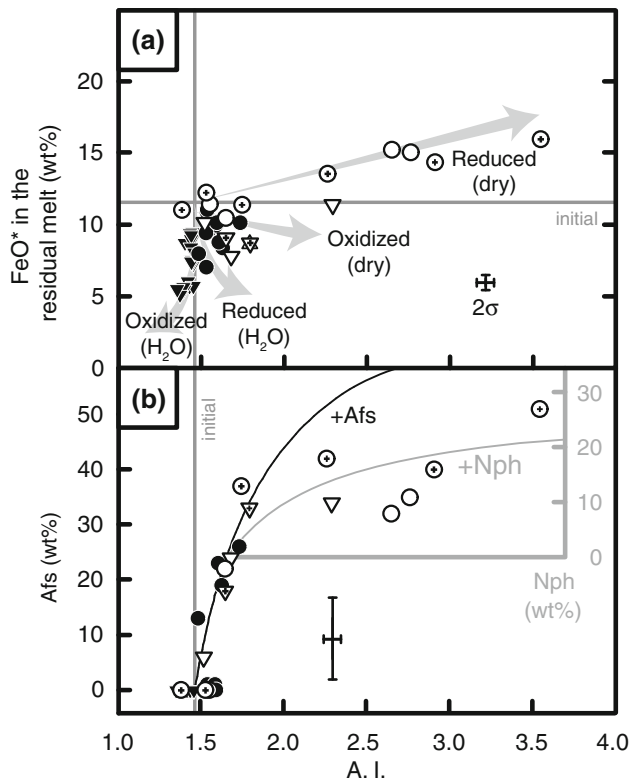 (a)
20
15
10
5
0
FeO* in the
residual melt (wt%)
Reduced
(dry)
initial
Oxidized
(dry)
Reduced
(H₂O)
Oxidized
(H₂O)
2σ
(b)
initial
+Afs
+Nph
50
40
30
20
10
0
Afs (wt%)
30
20
10
0
Nph
(wt%)
1.0 1.5 2.0 2.5 3.0 3.5 4.0
A. I.